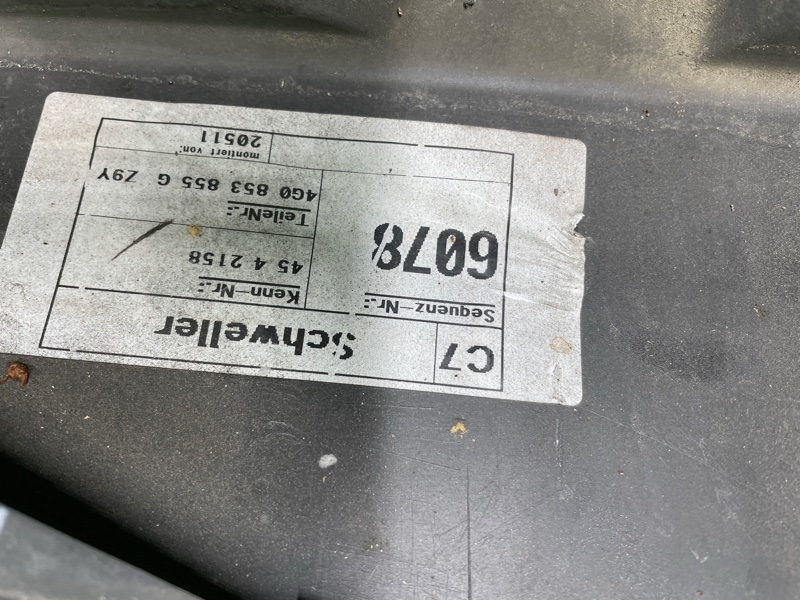 C7
Schweller
Sequenz-Nr.:
6078
Kenn-Nr.:
45 4 2158
TeileNr.:
4G0 853 855 G Z9Y
montiert von:
20511